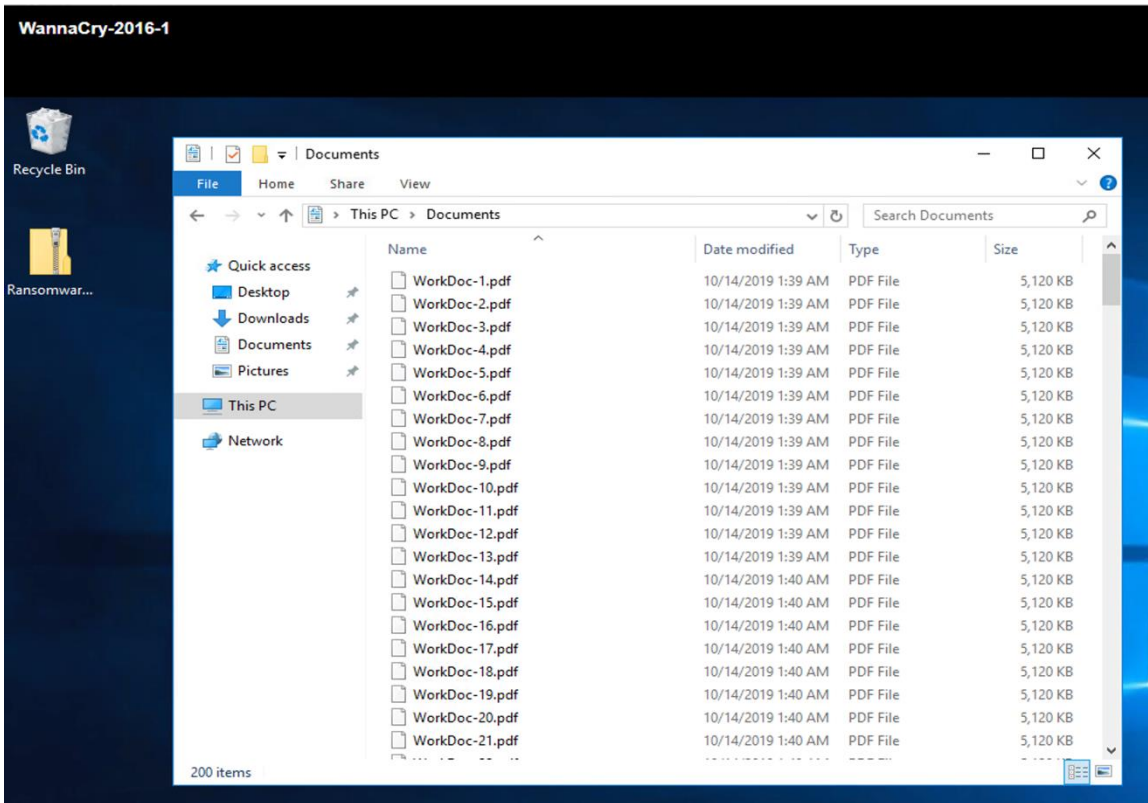 WannaCry-2016-1
Recycle Bin
Ransomwar...
Documents
File Home Share View
This PC > Documents
Search Documents
Quick access
Desktop
Downloads
Documents
Pictures
This PC
Network
Name Date modified Type Size
WorkDoc-1.pdf 10/14/2019 1:39 AM PDF File 5,120 KB
WorkDoc-2.pdf 10/14/2019 1:39 AM PDF File 5,120 KB
WorkDoc-3.pdf 10/14/2019 1:39 AM PDF File 5,120 KB
WorkDoc-4.pdf 10/14/2019 1:39 AM PDF File 5,120 KB
WorkDoc-5.pdf 10/14/2019 1:39 AM PDF File 5,120 KB
WorkDoc-6.pdf 10/14/2019 1:39 AM PDF File 5,120 KB
WorkDoc-7.pdf 10/14/2019 1:39 AM PDF File 5,120 KB
WorkDoc-8.pdf 10/14/2019 1:39 AM PDF File 5,120 KB
WorkDoc-9.pdf 10/14/2019 1:39 AM PDF File 5,120 KB
WorkDoc-10.pdf 10/14/2019 1:39 AM PDF File 5,120 KB
WorkDoc-11.pdf 10/14/2019 1:39 AM PDF File 5,120 KB
WorkDoc-12.pdf 10/14/2019 1:39 AM PDF File 5,120 KB
WorkDoc-13.pdf 10/14/2019 1:39 AM PDF File 5,120 KB
WorkDoc-14.pdf 10/14/2019 1:40 AM PDF File 5,120 KB
WorkDoc-15.pdf 10/14/2019 1:40 AM PDF File 5,120 KB
WorkDoc-16.pdf 10/14/2019 1:40 AM PDF File 5,120 KB
WorkDoc-17.pdf 10/14/2019 1:40 AM PDF File 5,120 KB
WorkDoc-18.pdf 10/14/2019 1:40 AM PDF File 5,120 KB
WorkDoc-19.pdf 10/14/2019 1:40 AM PDF File 5,120 KB
WorkDoc-20.pdf 10/14/2019 1:40 AM PDF File 5,120 KB
WorkDoc-21.pdf 10/14/2019 1:40 AM PDF File 5,120 KB
200 items